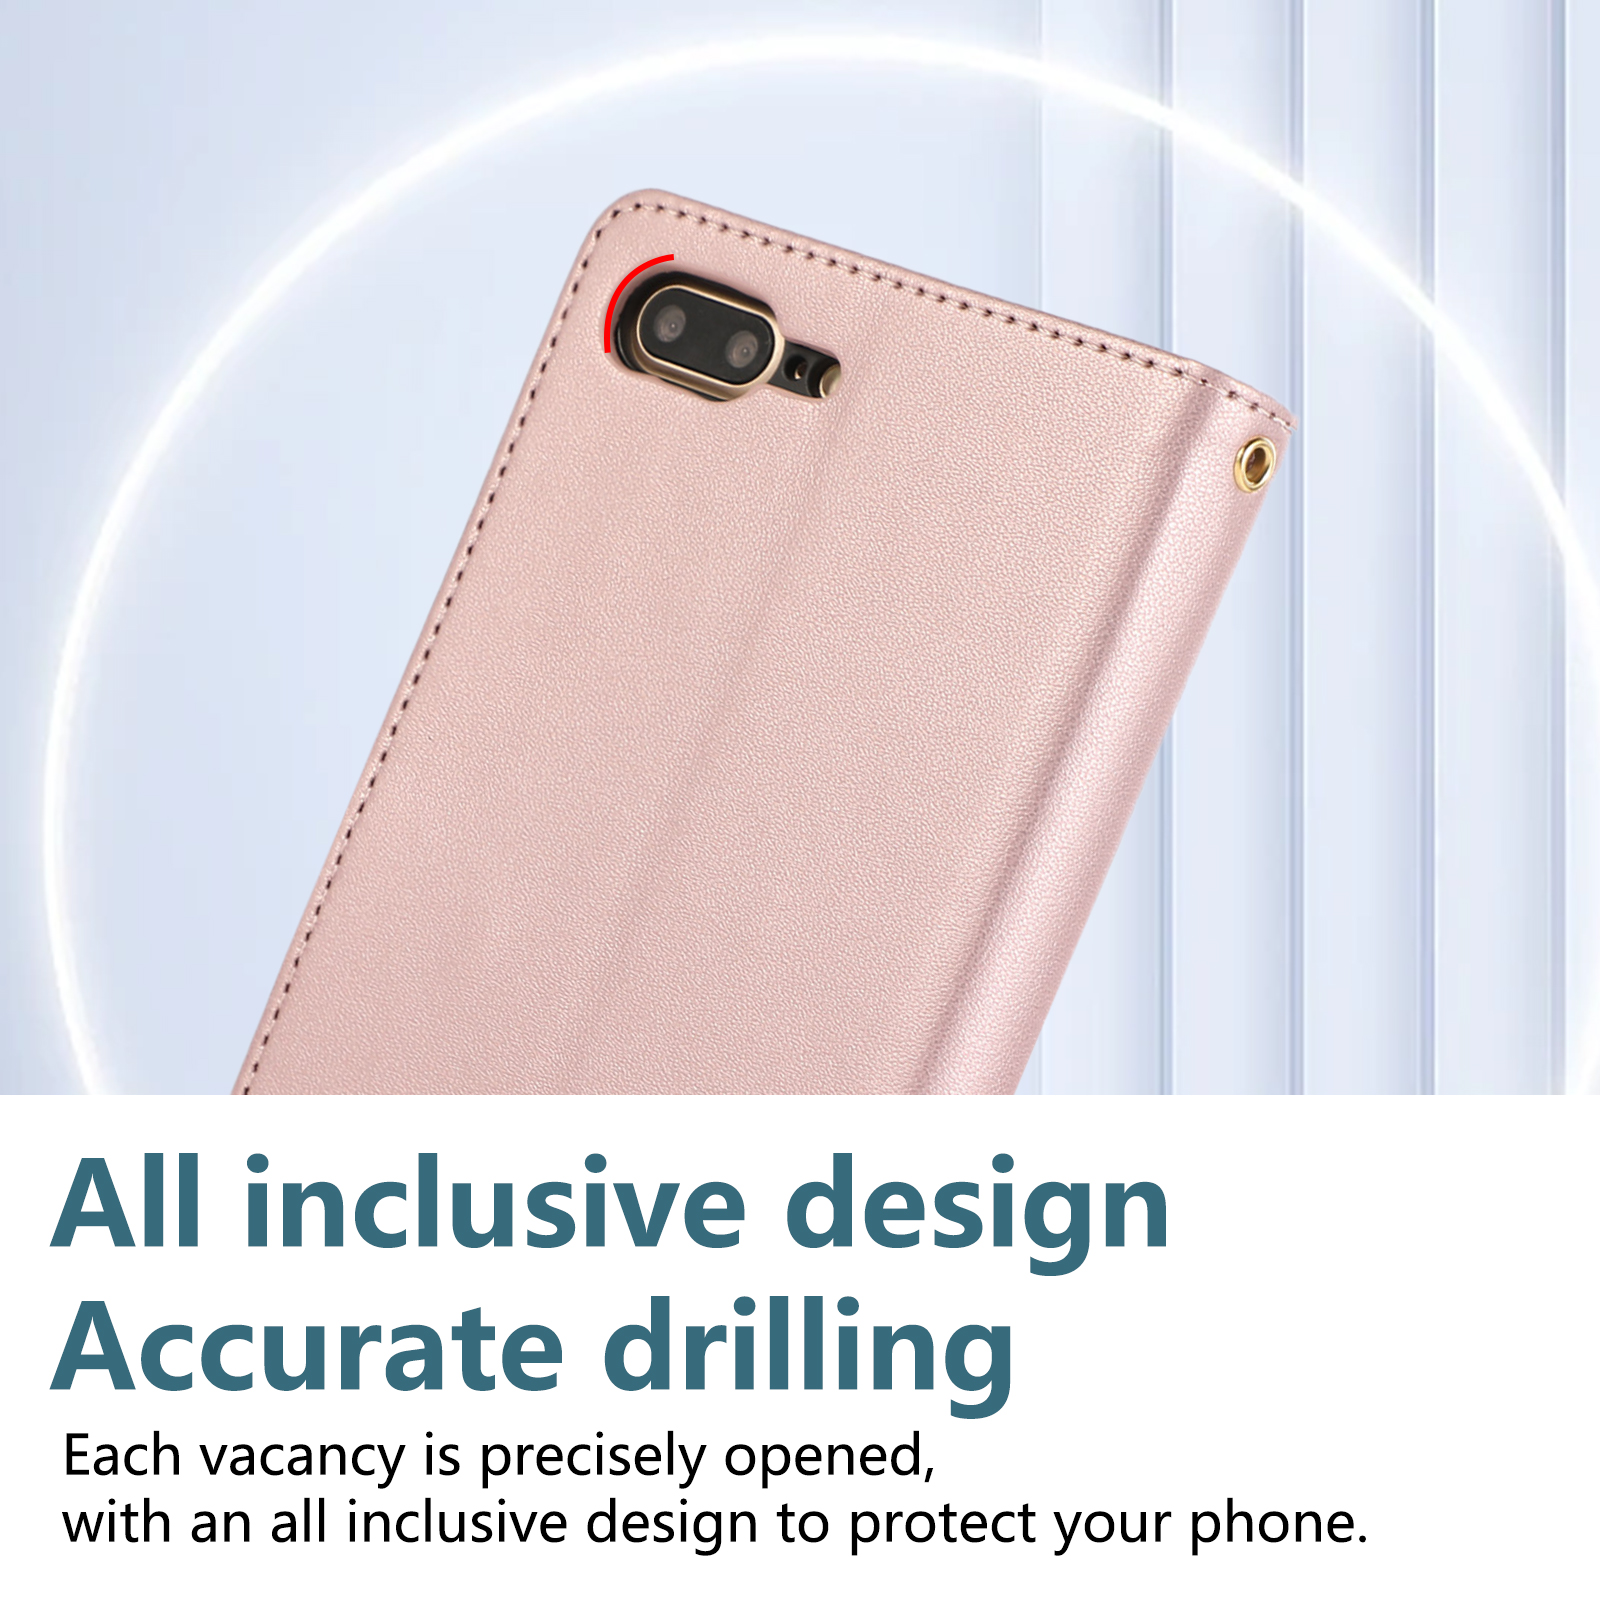 All inclusive design
Accurate drilling
Each vacancy is precisely opened,
with an all inclusive design to protect your phone.